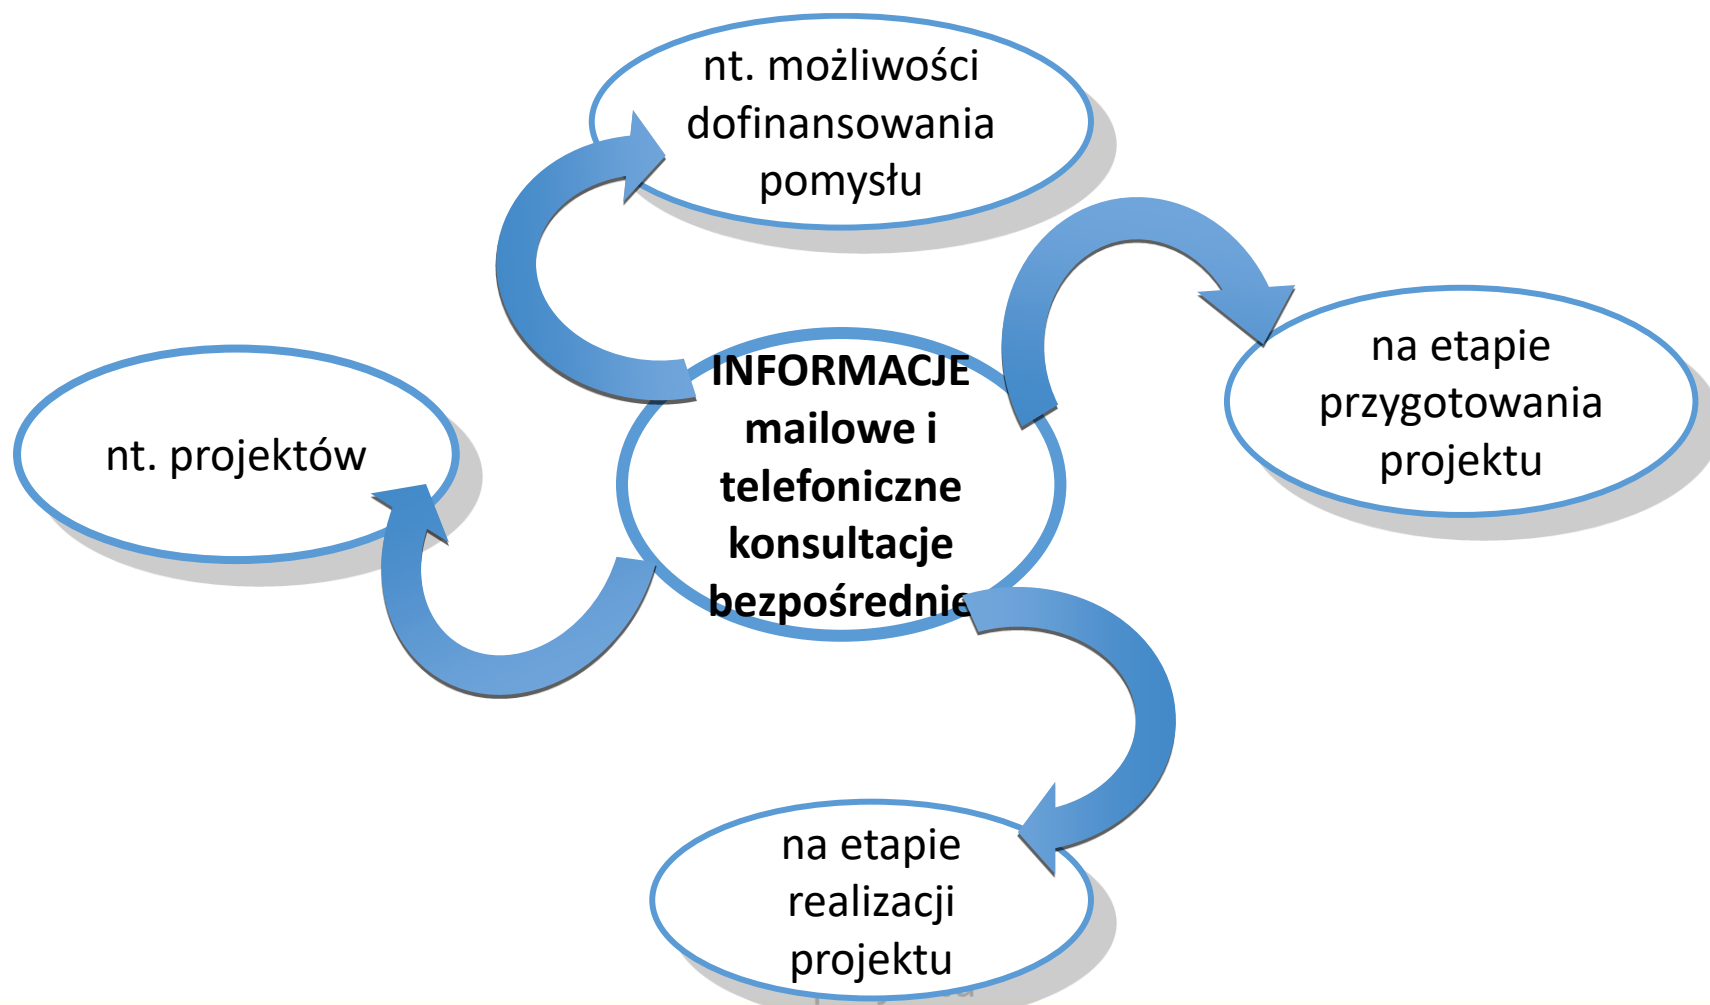 nt. możliwości
dofinansowania
pomysłu
na etapie
przygotowania
projektu
INFORMACJE
mailowe i
telefoniczne
konsultacje
bezpośrednie
nt. projektów
na etapie
realizacji
projektu